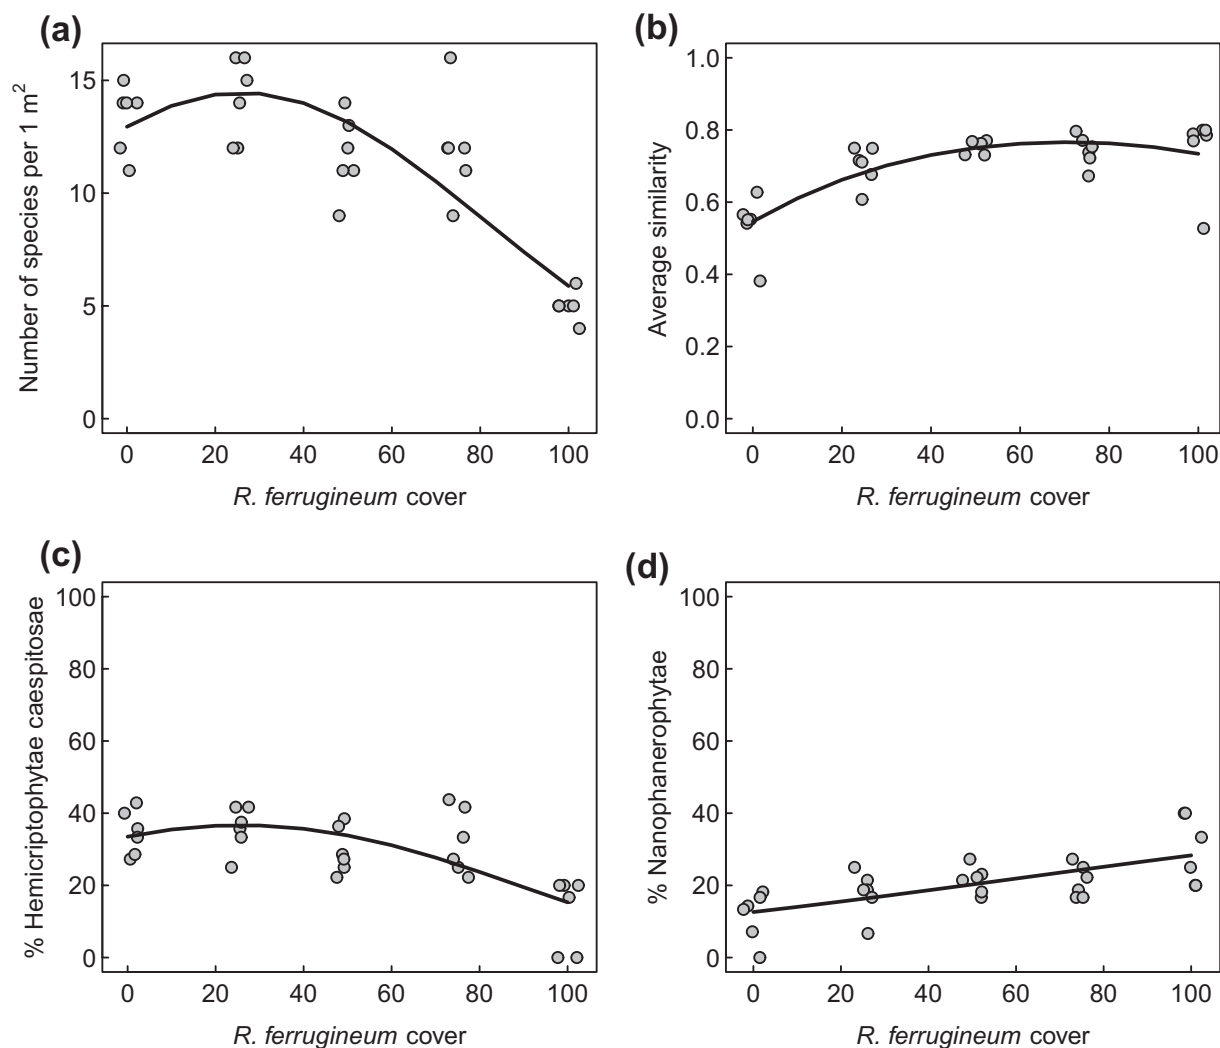 (a)
Number of species per 1 m²
15
10
5
0
0 20 40 60 80 100
R. ferrugineum cover
(b)
Average similarity
1.0
0.8
0.6
0.4
0.2
0.0
0 20 40 60 80 100
R. ferrugineum cover
(c)
% Hemicriptophytae caespitosae
100
80
60
40
20
0
0 20 40 60 80 100
R. ferrugineum cover
(d)
% Nanophanerophytae
100
80
60
40
20
0
0 20 40 60 80 100
R. ferrugineum cover